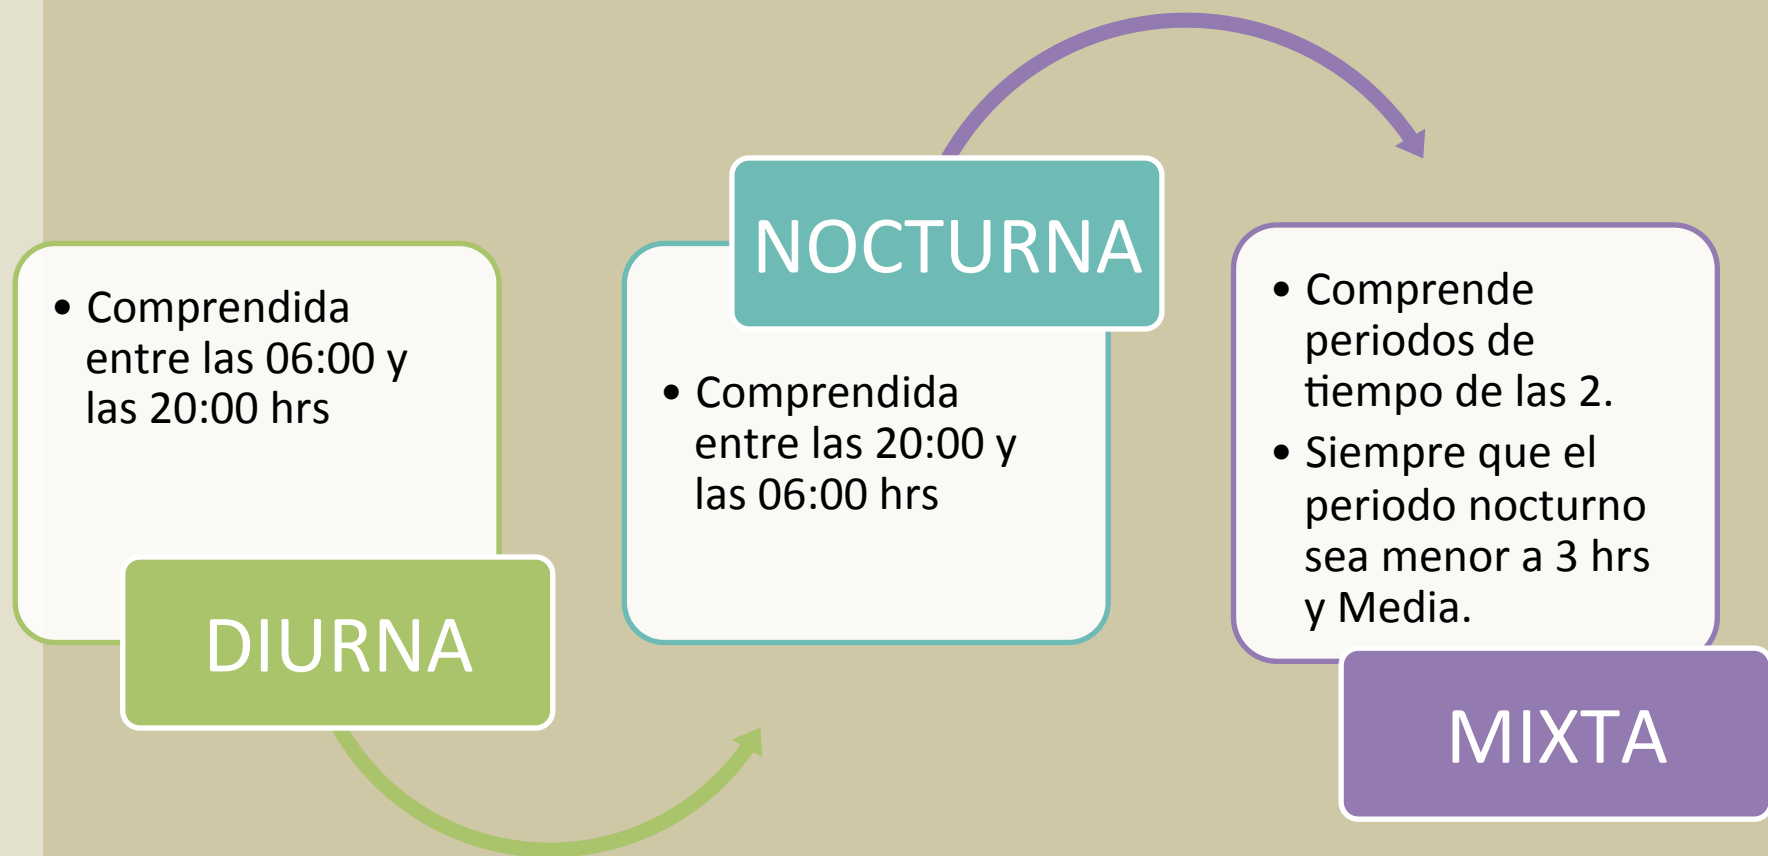 • Comprendida
entre las 06:00 y
las 20:00 hrs
DIURNA
NOCTURNA
• Comprendida
entre las 20:00 y
las 06:00 hrs
• Comprende
periodos de
tiempo de las 2.
• Siempre que el
periodo nocturno
sea menor a 3 hrs
y Media.
MIXTA